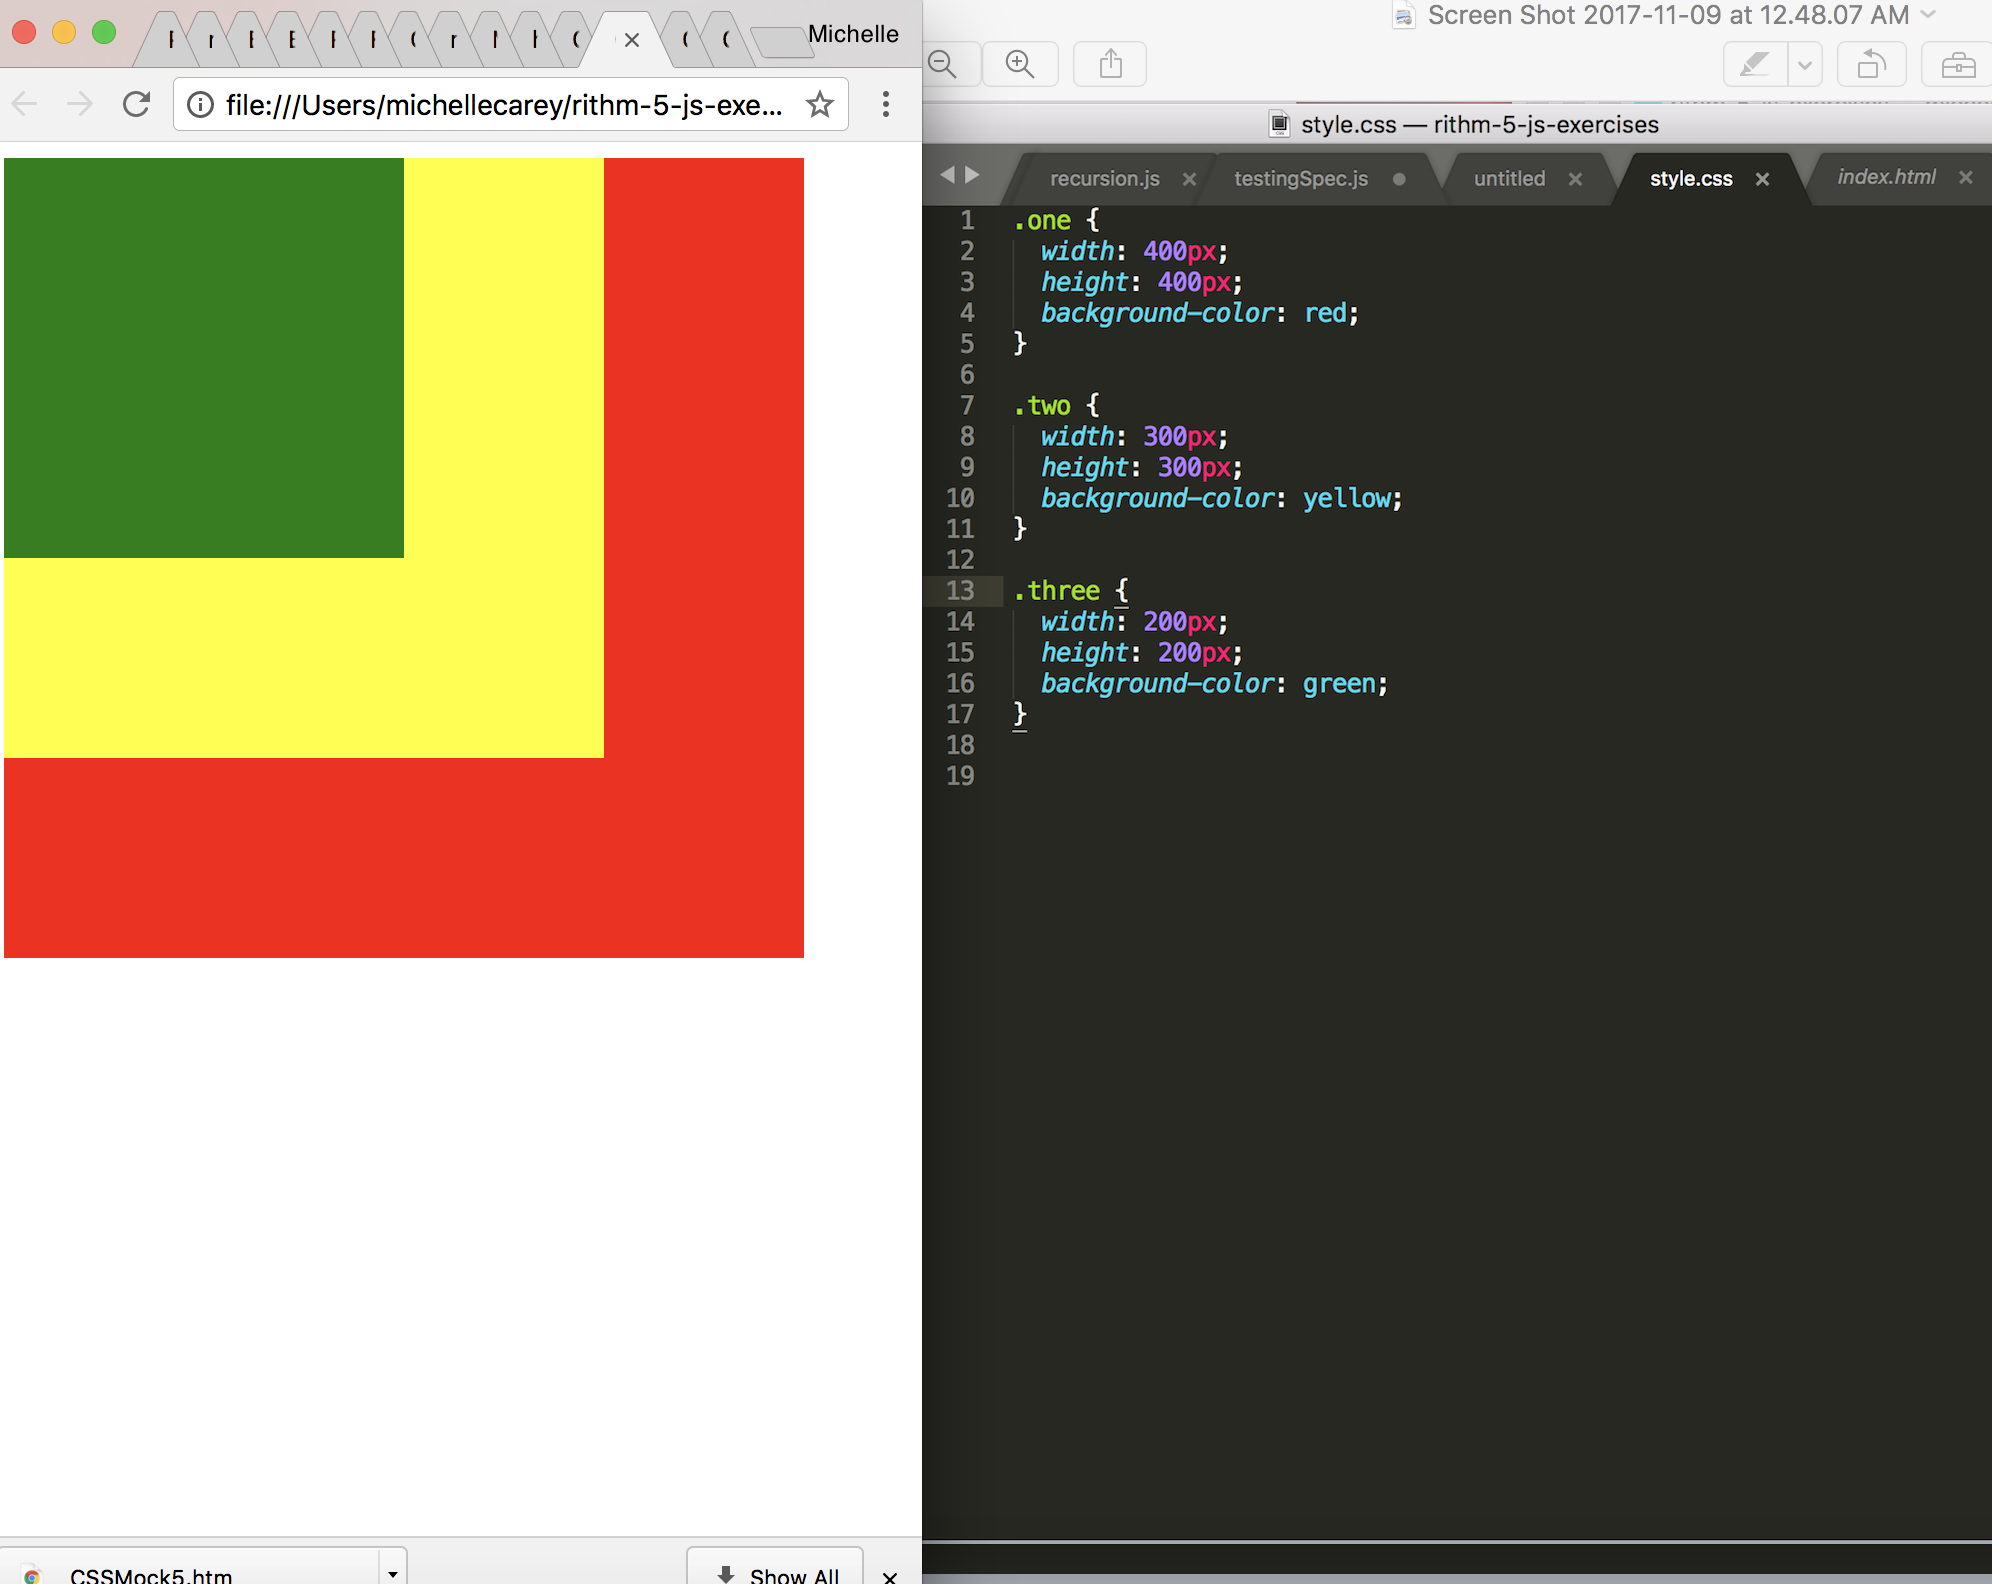 Michelle
file:///Users/michellecarey/rithm-5-js-exe...
CSSMock5.htm
Show All
Screen Shot 2017-11-09 at 12.48.07 AM
style.css — rithm-5-js-exercises
recursion.js
testingSpec.js
untitled
style.css
index.html
1 .one {
2 width: 400px;
3 height: 400px;
4 background-color: red;
5 }
6
7 .two {
8 width: 300px;
9 height: 300px;
10 background-color: yellow;
11 }
12
13 .three {
14 width: 200px;
15 height: 200px;
16 background-color: green;
17 }
18
19